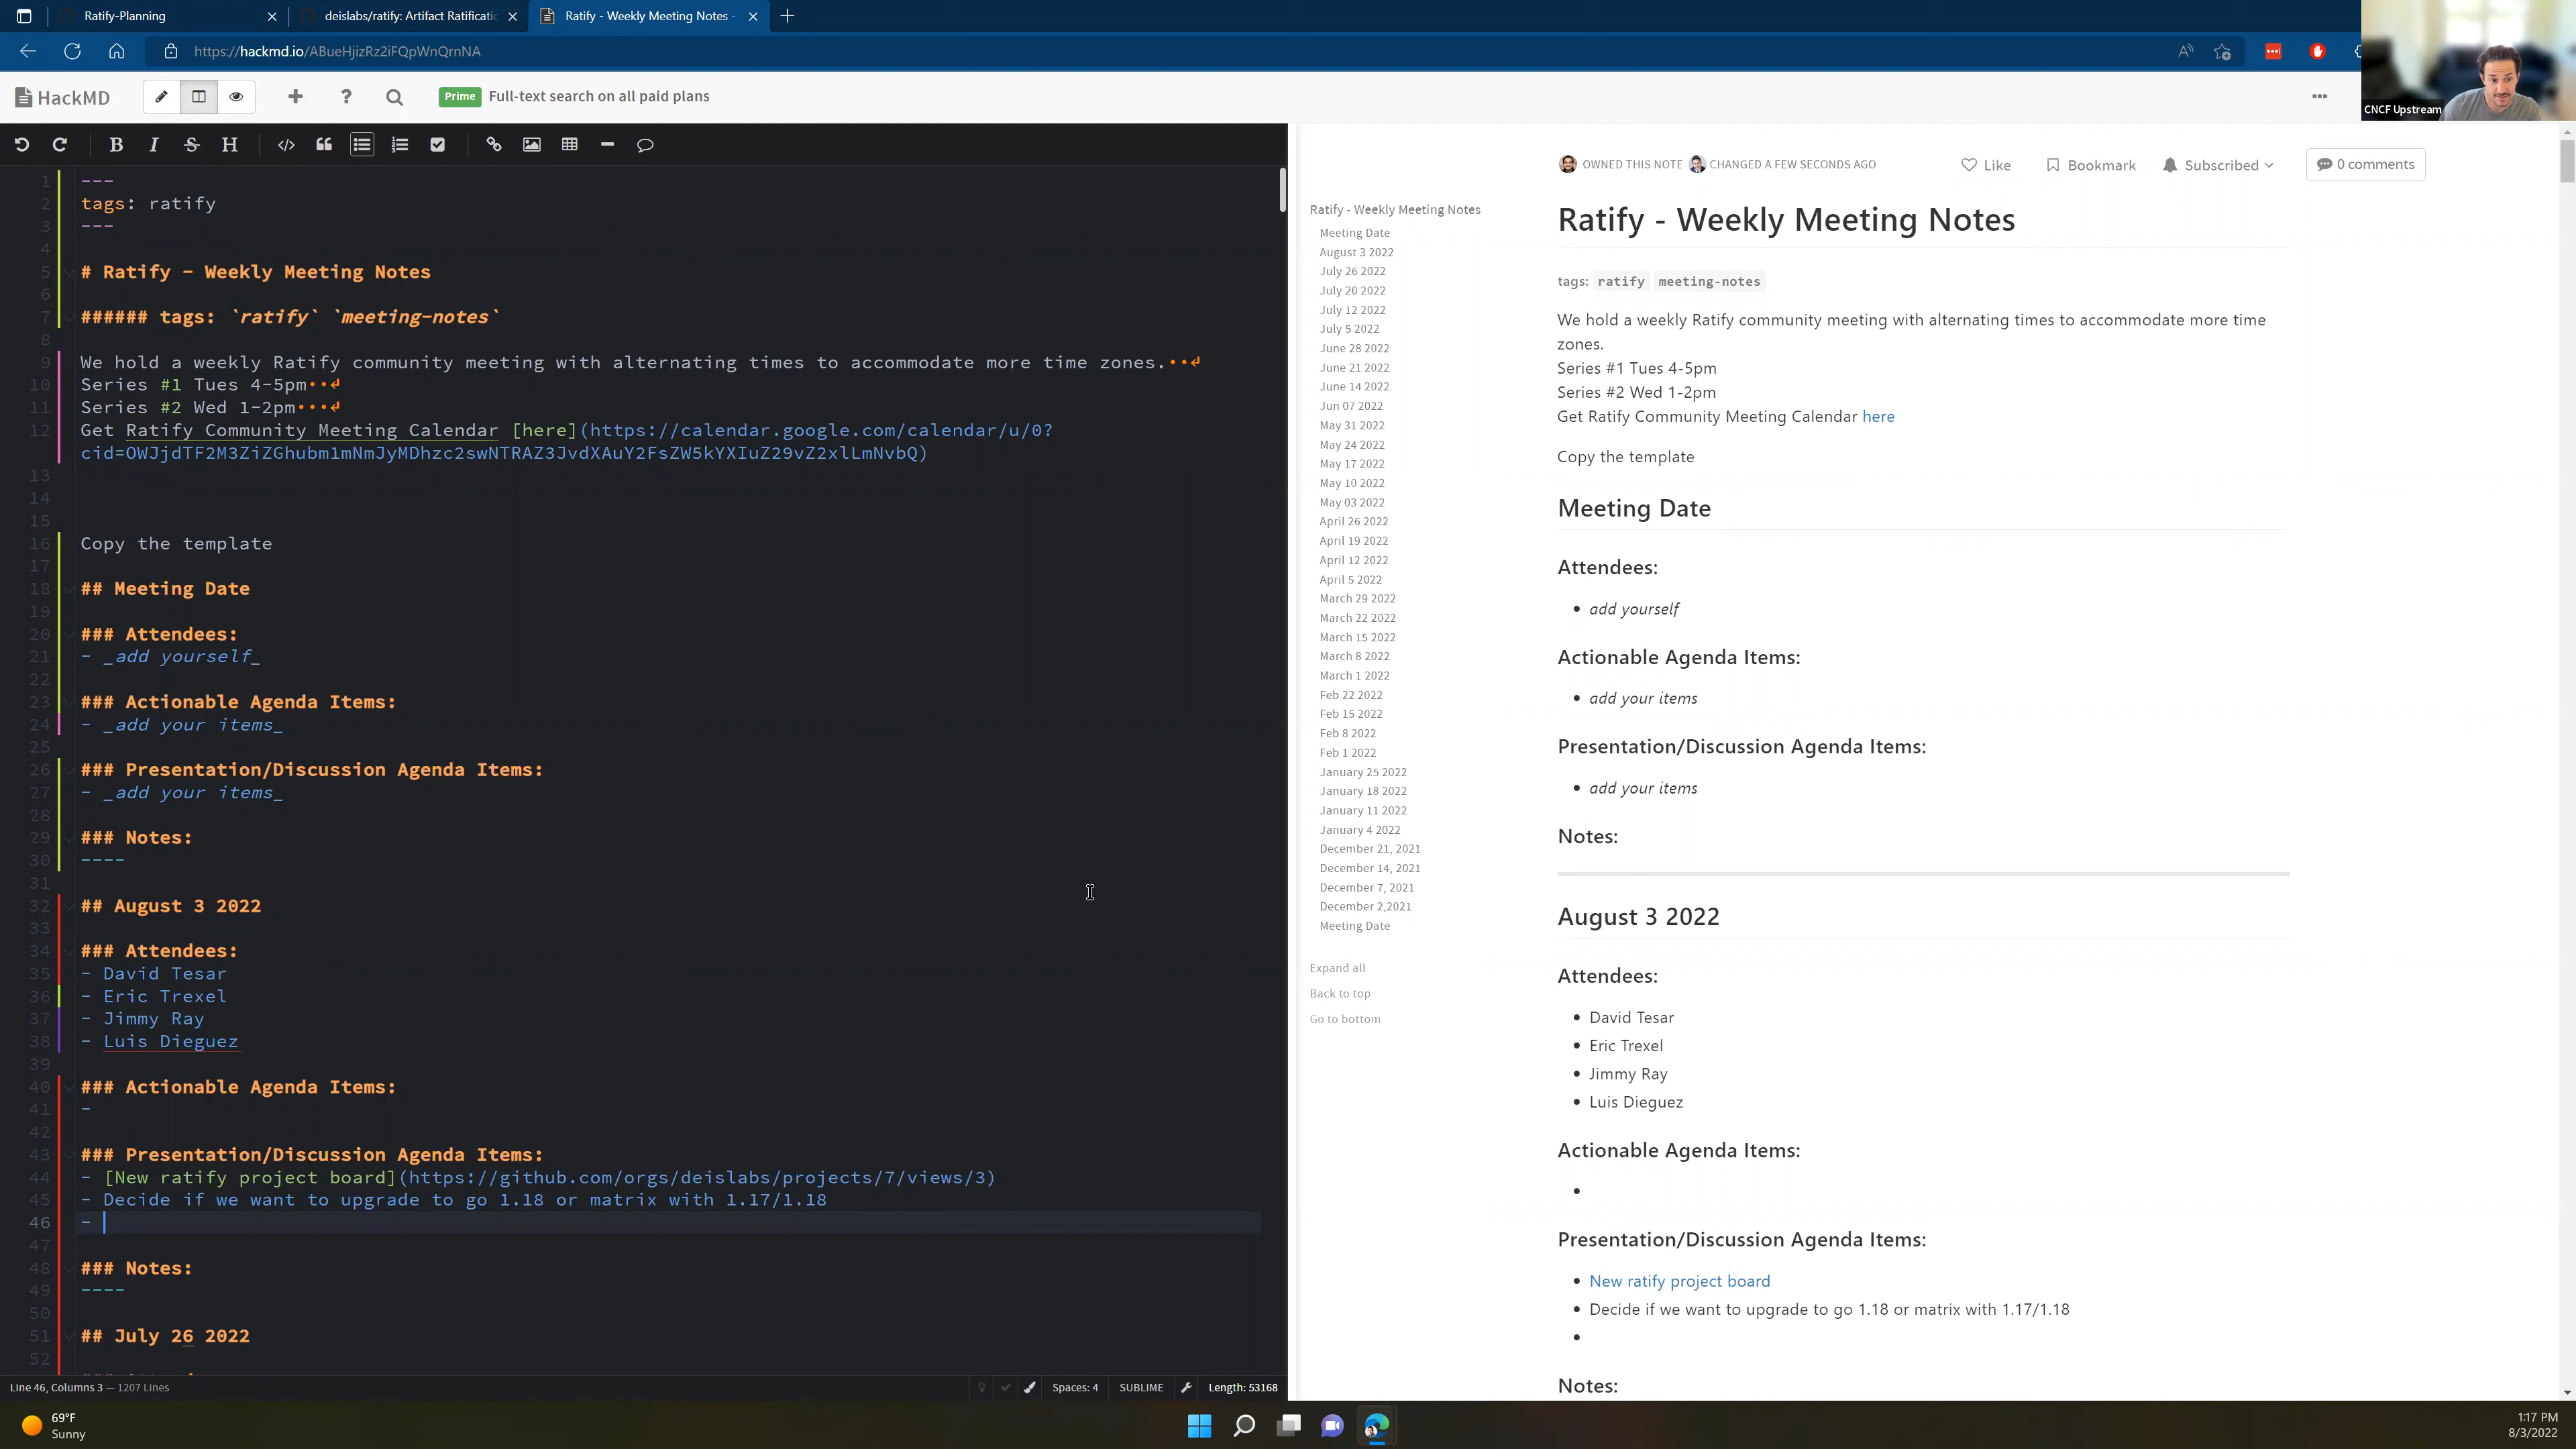 Ratify-Planning
deislabs/ratify: Artifact Ratificatic
Ratify - Weekly Meeting Notes -
https://hackmd.io/ABueHjizRz2iFQpWnQrnNA
HackMD
Prime Full-text search on all paid plans
CNCF Upstream
1 ---
2 tags: ratify
3 ---
4
5 # Ratify - Weekly Meeting Notes
6
7 ###### tags: `ratify` `meeting-notes`
8
9 We hold a weekly Ratify community meeting with alternating times to accommodate more time zones.
10 Series #1 Tues 4-5pm
11 Series #2 Wed 1-2pm
12 Get Ratify Community Meeting Calendar [here](https://calendar.google.com/calendar/u/0?
cid=OWJjdTF2M3ZiZGhubm1mNmJyMDhzc2swNTRAZ3JvdXAuY2FsZW5kYXIuZ29vZ2xlLmNvbQ)
13
14
15
16 Copy the template
17
18 ## Meeting Date
19
20 ### Attendees:
21 - _add yourself_
22
23 ### Actionable Agenda Items:
24 - _add your items_
25
26 ### Presentation/Discussion Agenda Items:
27 - _add your items_
28
29 ### Notes:
30 ----
31
32 ## August 3 2022
33
34 ### Attendees:
35 - David Tesar
36 - Eric Trexel
37 - Jimmy Ray
38 - Luis Dieguez
39
40 ### Actionable Agenda Items:
41 -
42
43 ### Presentation/Discussion Agenda Items:
44 - [New ratify project board](https://github.com/orgs/deislabs/projects/7/views/3)
45 - Decide if we want to upgrade to go 1.18 or matrix with 1.17/1.18
46 -
47
48 ### Notes:
49 ----
50
51 ## July 26 2022
52
Line 46, Columns 3 — 1207 Lines
Spaces: 4
SUBLIME
Length: 53168
Ratify - Weekly Meeting Notes
Meeting Date
August 3 2022
July 26 2022
July 20 2022
July 12 2022
July 5 2022
June 28 2022
June 21 2022
June 14 2022
Jun 07 2022
May 31 2022
May 24 2022
May 17 2022
May 10 2022
May 03 2022
April 26 2022
April 19 2022
April 12 2022
April 5 2022
March 29 2022
March 22 2022
March 15 2022
March 8 2022
March 1 2022
Feb 22 2022
Feb 15 2022
Feb 8 2022
Feb 1 2022
January 25 2022
January 18 2022
January 11 2022
January 4 2022
December 21, 2021
December 14, 2021
December 7, 2021
December 2,2021
Meeting Date
Expand all
Back to top
Go to bottom
OWNED THIS NOTE CHANGED A FEW SECONDS AGO
Like
Bookmark
Subscribed
0 comments
Ratify - Weekly Meeting Notes
tags: ratify meeting-notes
We hold a weekly Ratify community meeting with alternating times to accommodate more time
zones.
Series #1 Tues 4-5pm
Series #2 Wed 1-2pm
Get Ratify Community Meeting Calendar here
Copy the template
Meeting Date
Attendees:
• add yourself
Actionable Agenda Items:
• add your items
Presentation/Discussion Agenda Items:
• add your items
Notes:
August 3 2022
Attendees:
• David Tesar
• Eric Trexel
• Jimmy Ray
• Luis Dieguez
Actionable Agenda Items:
•
Presentation/Discussion Agenda Items:
• New ratify project board
• Decide if we want to upgrade to go 1.18 or matrix with 1.17/1.18
•
Notes:
69°F
Sunny
1:17 PM
8/3/2022